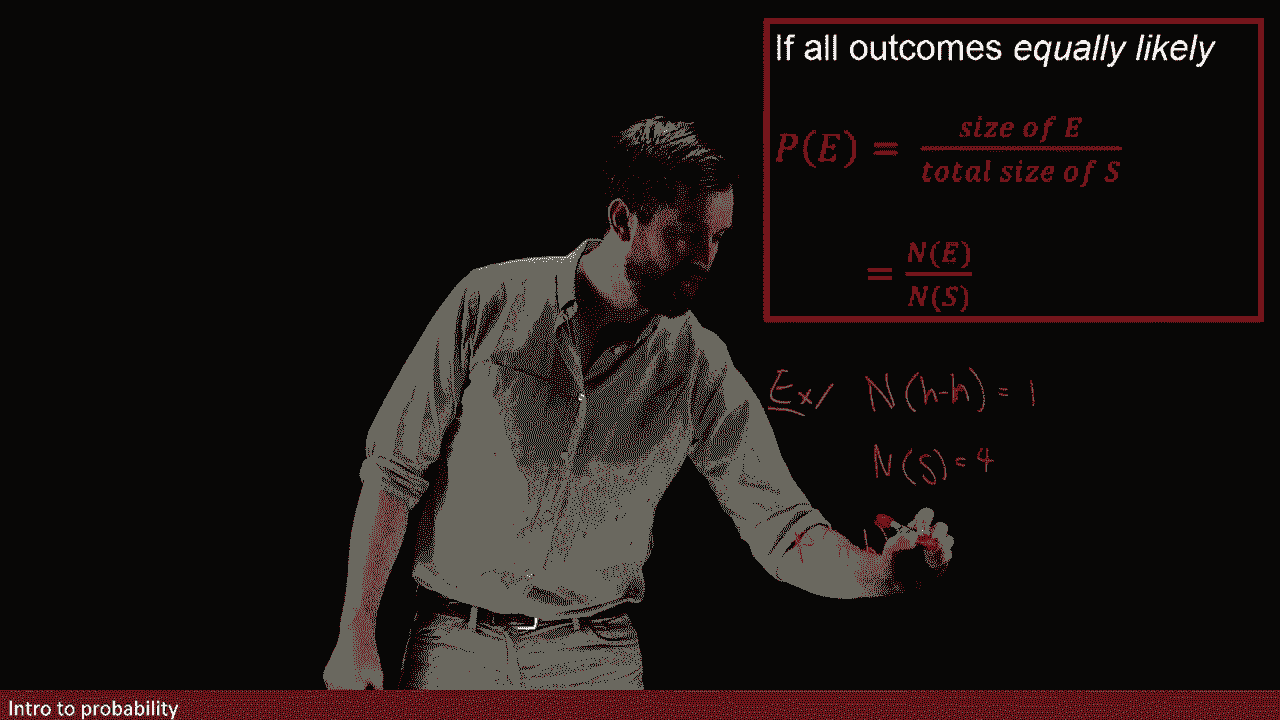 If all outcomes equally likely
P(E) = size of E / total size of S
= N(E) / N(S)
Ex/ N(h-h) = 1
N(S) = 4
Intro to probability